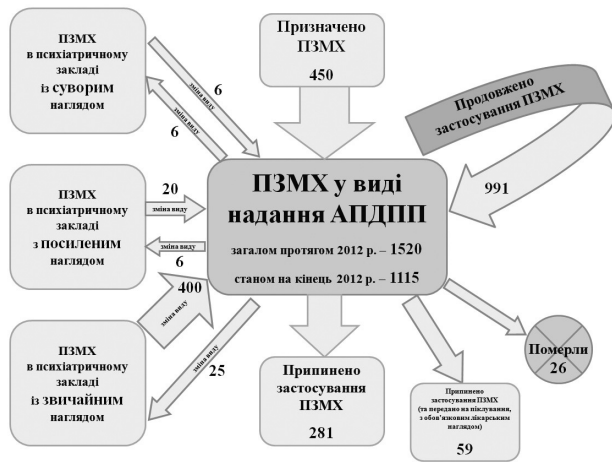 ПЗМХ
в психіатричному
закладі
із суворим
наглядом
6
зміна виду
зміна виду
6
Призначено
ПЗМХ
450
Продовжено
застосування ПЗМХ
991
ПЗМХ
в психіатричному
закладі
з посиленим
наглядом
20
зміна виду
зміна виду
6
ПЗМХ у виді
надання АПДПП
загалом протягом 2012 р. – 1520
станом на кінець 2012 р. – 1115
400
зміна виду
ПЗМХ
в психіатричному
закладі
із звичайним
наглядом
зміна виду
25
Припинено
застосування
ПЗМХ
281
Припинено
застосування ПЗМХ
(та передано на піклування,
з обов’язковим лікарським
наглядом)
59
Померли
26